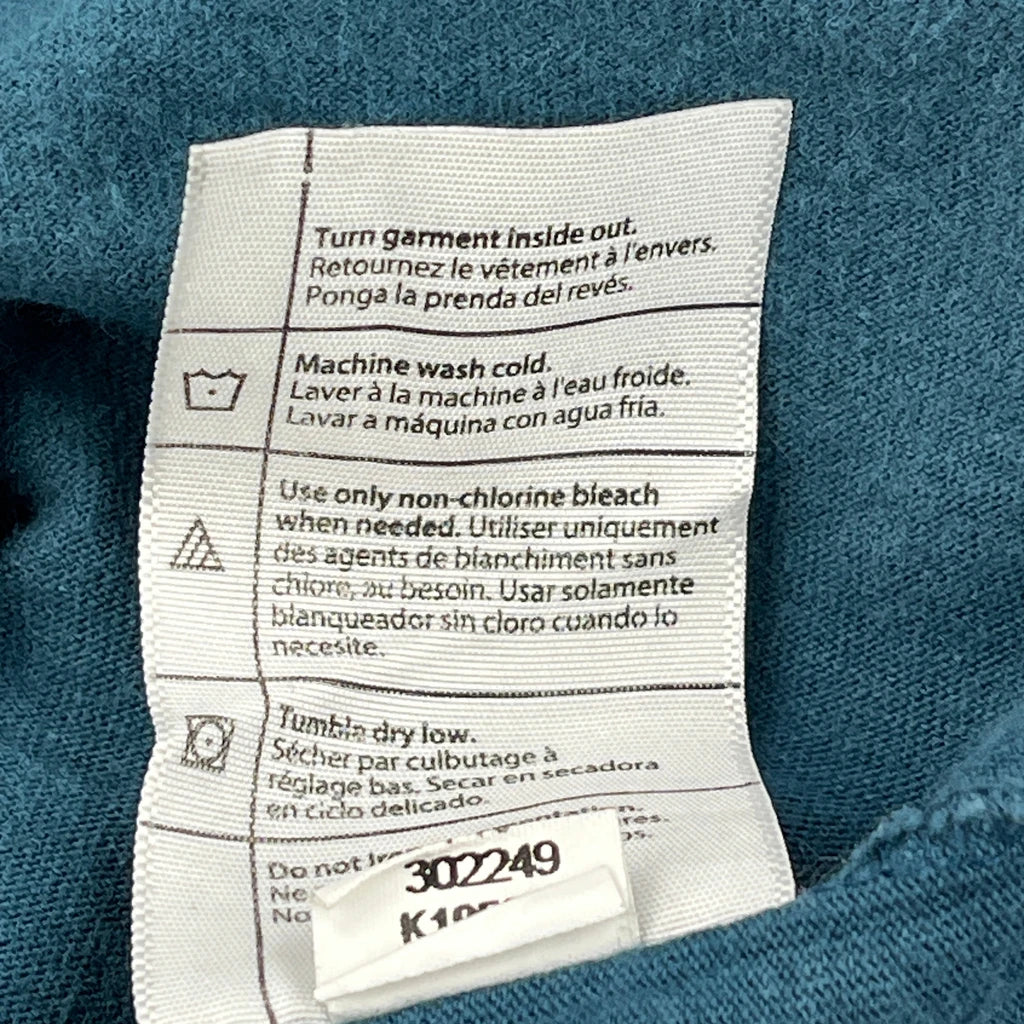 Turn garment inside out.
Retournez le vêtement à l'envers.
Ponga la prenda del revés.
Machine wash cold.
Laver à la machine à l'eau froide.
Lavar a máquina con agua fria.
Use only non-chlorine bleach
when needed. Utiliser uniquement
des agents de blanchiment sans
chlore, au besoin. Usar solamente
blanqueador sin cloro cuando lo
necesite.
Tumble dry low.
Sécher par culbutage à
réglage bas. Secar en secadora
en ciclo delicado.
Do not
302249